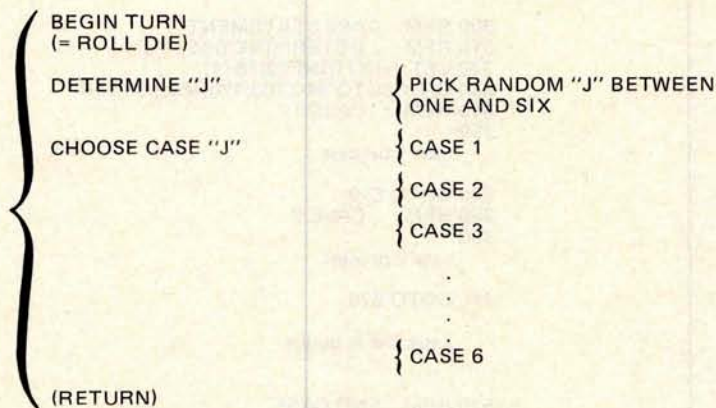 BEGIN TURN
(= ROLL DIE)
DETERMINE "J"
{ PICK RANDOM "J" BETWEEN
ONE AND SIX
CHOOSE CASE "J"
{ CASE 1
{ CASE 2
{ CASE 3
.
.
.
.
{ CASE 6
(RETURN)